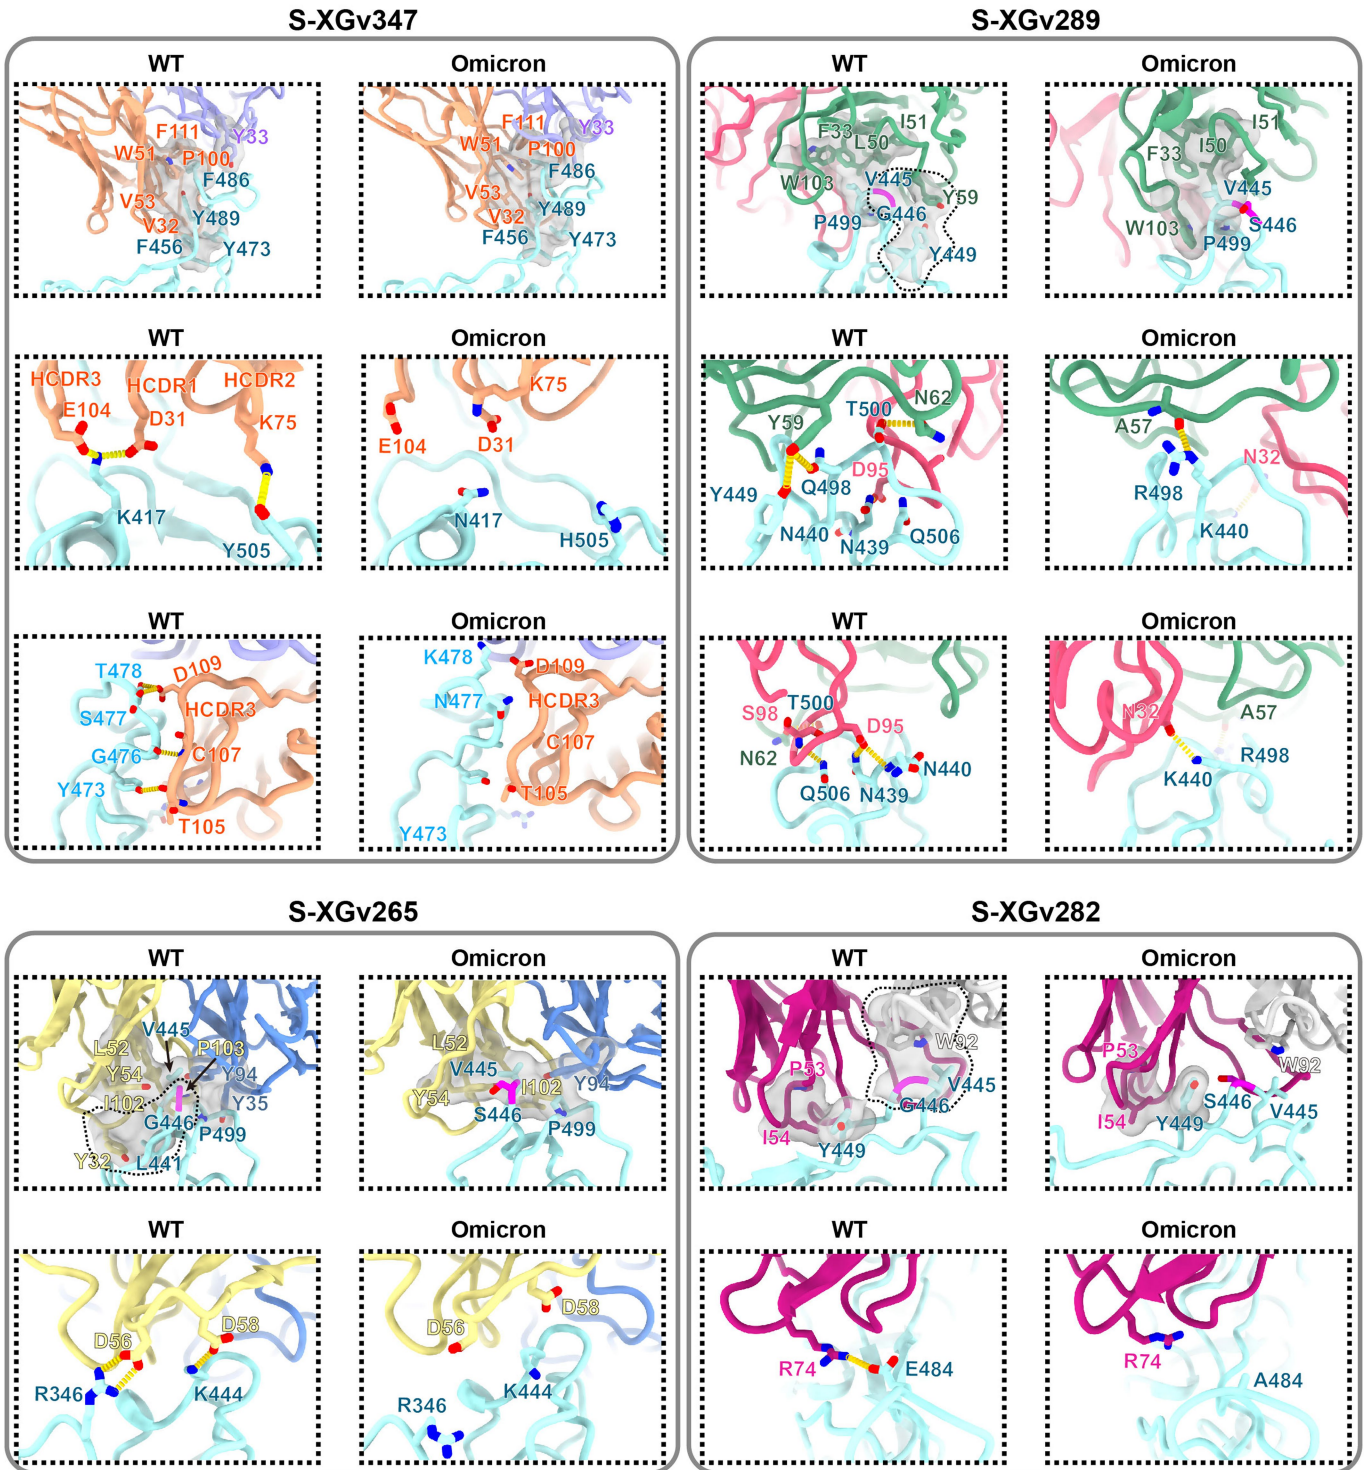 S-XGv347
S-XGv289
WT
Omicron
WT
Omicron
F111
Y33
W51
P100
F486
V53
Y489
V32
F456
Y473
F111
Y33
W51
P100
F486
V53
Y489
V32
F456
Y473
I51
F33
L50
W103
V445
Y59
P499
G446
Y449
I51
I50
F33
V445
W103
S446
P499
WT
Omicron
WT
Omicron
HCDR3
HCDR1
HCDR2
E104
D31
K75
K417
Y505
K75
E104
D31
N417
H505
N62
T500
Y59
D95
Q498
Y449
N440
N439
Q506
A57
N32
R498
K440
WT
Omicron
WT
Omicron
T478
D109
S477
HCDR3
G476
C107
Y473
T105
K478
D109
N477
HCDR3
C107
T105
Y473
T500
S98
D95
N62
N440
Q506
N439
N32
A57
R498
K440
S-XGv265
S-XGv282
WT
Omicron
WT
Omicron
V445
L52
P103
Y54
Y94
I102
Y35
G446
P499
Y32
L441
L52
V445
I102
Y94
Y54
S446
P499
W92
P53
V445
G446
I54
Y449
P53
W92
S446
V445
I54
Y449
WT
Omicron
WT
Omicron
D58
D56
R346
K444
D58
D56
K444
R346
R74
E484
R74
A484